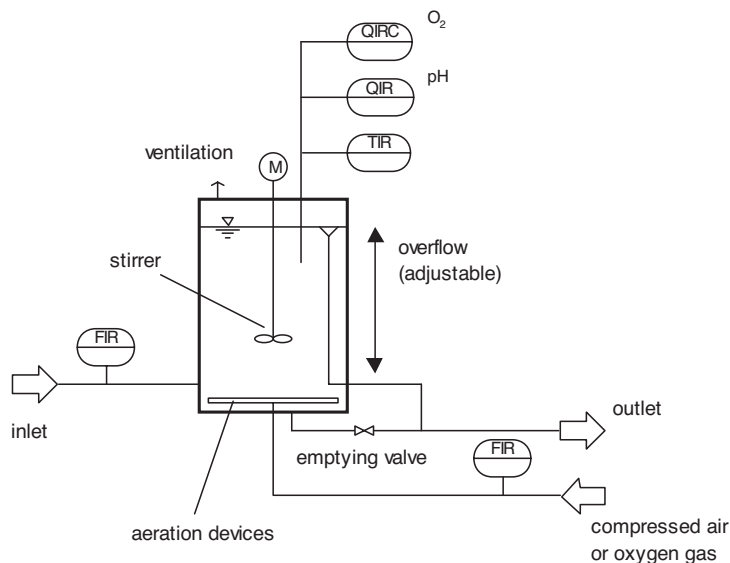 QIRC
O2
QIR
pH
TIR
ventilation
M
stirrer
overflow
(adjustable)
FIR
inlet
outlet
emptying valve
FIR
aeration devices
compressed air
or oxygen gas